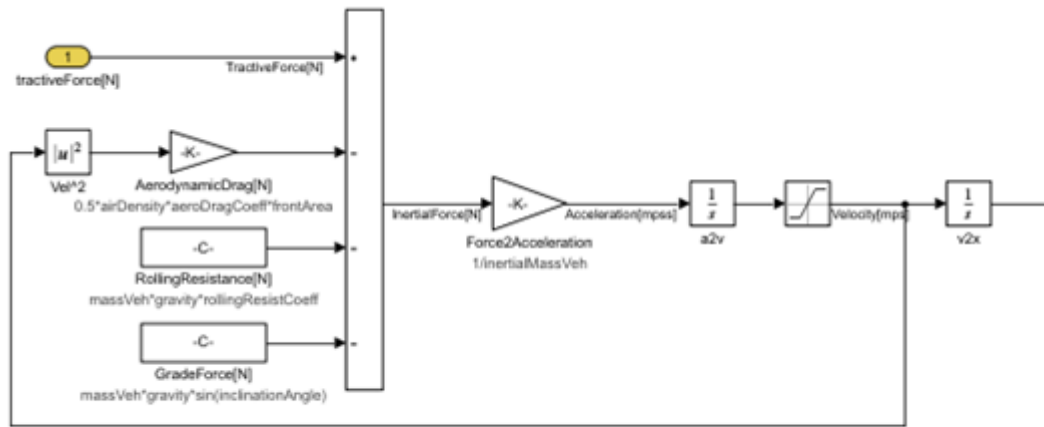 1
tractiveForce[N]
TractiveForce[N]
+
|u|²
Vel^2
-K-
AerodynamicDrag[N]
0.5*airDensity*aeroDragCoeff*frontArea
-
-C-
RollingResistance[N]
massVeh*gravity*rollingResistCoeff
-
-C-
GradeForce[N]
massVeh*gravity*sin(inclinationAngle)
-
InertialForce[N]
-K-
Force2Acceleration
1/inertialMassVeh
Acceleration[mpss]
1/s
a2v
Velocity[mps]
1/s
v2x